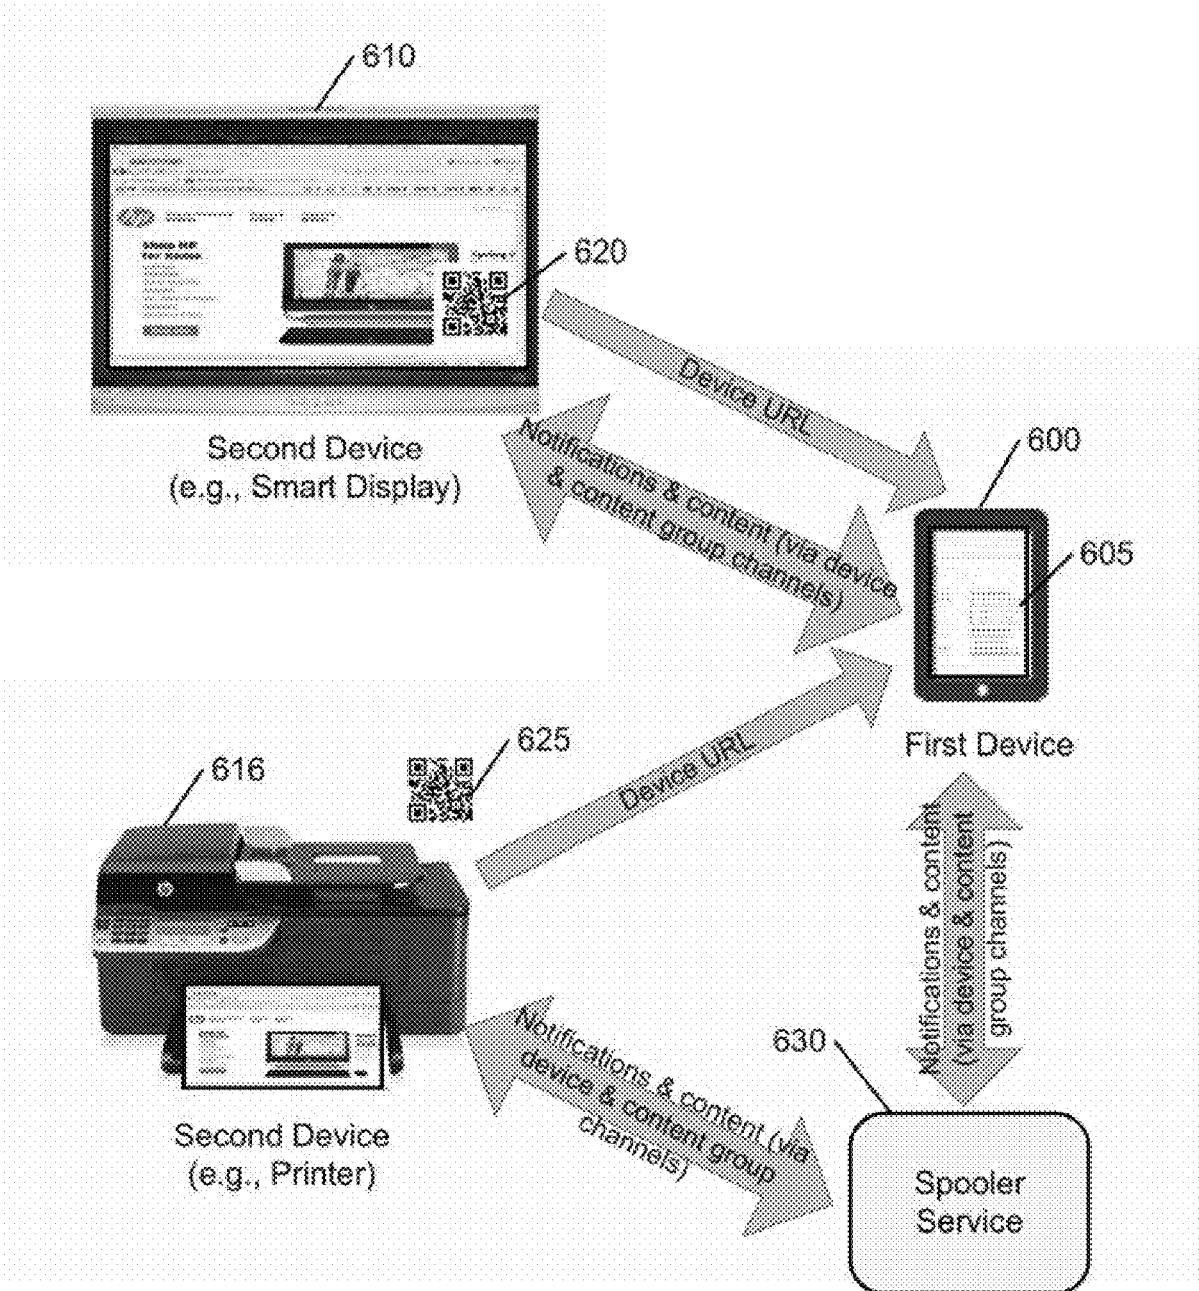 610
620
Device URL
Second Device
(e.g., Smart Display)
Notifications & content (via device
& content group channels)
600
605
First Device
616
625
Device URL
Notifications & content
(via device & content
group channels)
Second Device
(e.g., Printer)
Notifications & content (via
device & content group
channels)
630
Spooler
Service